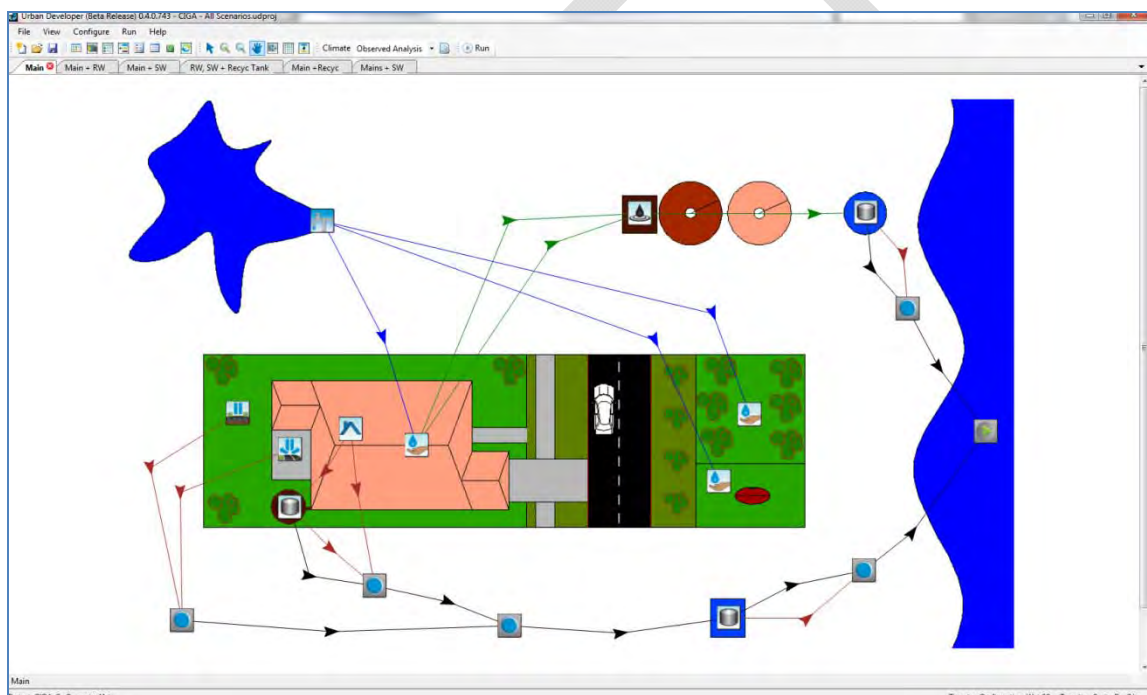 Urban Developer (Beta Release) 0.4.0.743 - CIGA - All Scenarios.udproj
File View Configure Run Help
Climate Observed Analysis Run
Main Main + RW Main + SW RW, SW + Recyc Tank Main +Recyc Mains + SW
Main